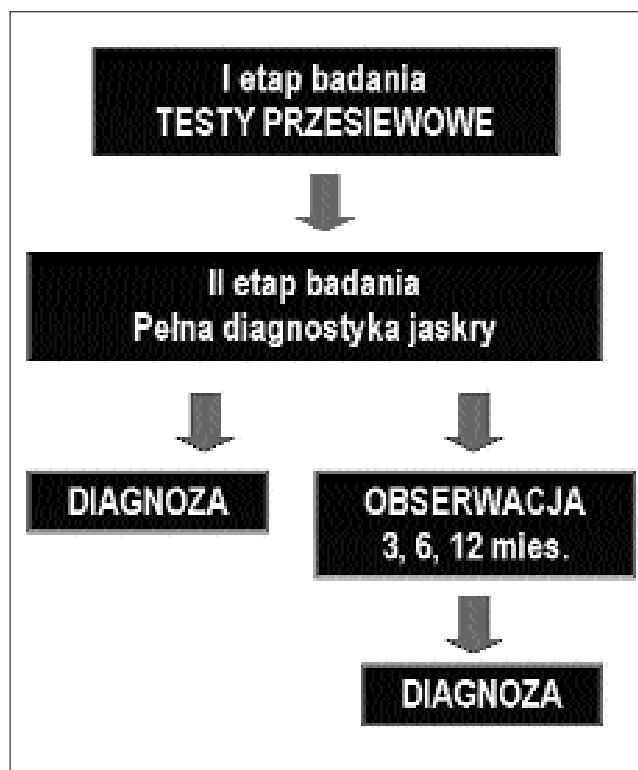 I etap badania
TESTY PRZESIEWOWE
II etap badania
Pełna diagnostyka jaskry
DIAGNOZA
OBSERWACJA
3, 6, 12 mies.
DIAGNOZA